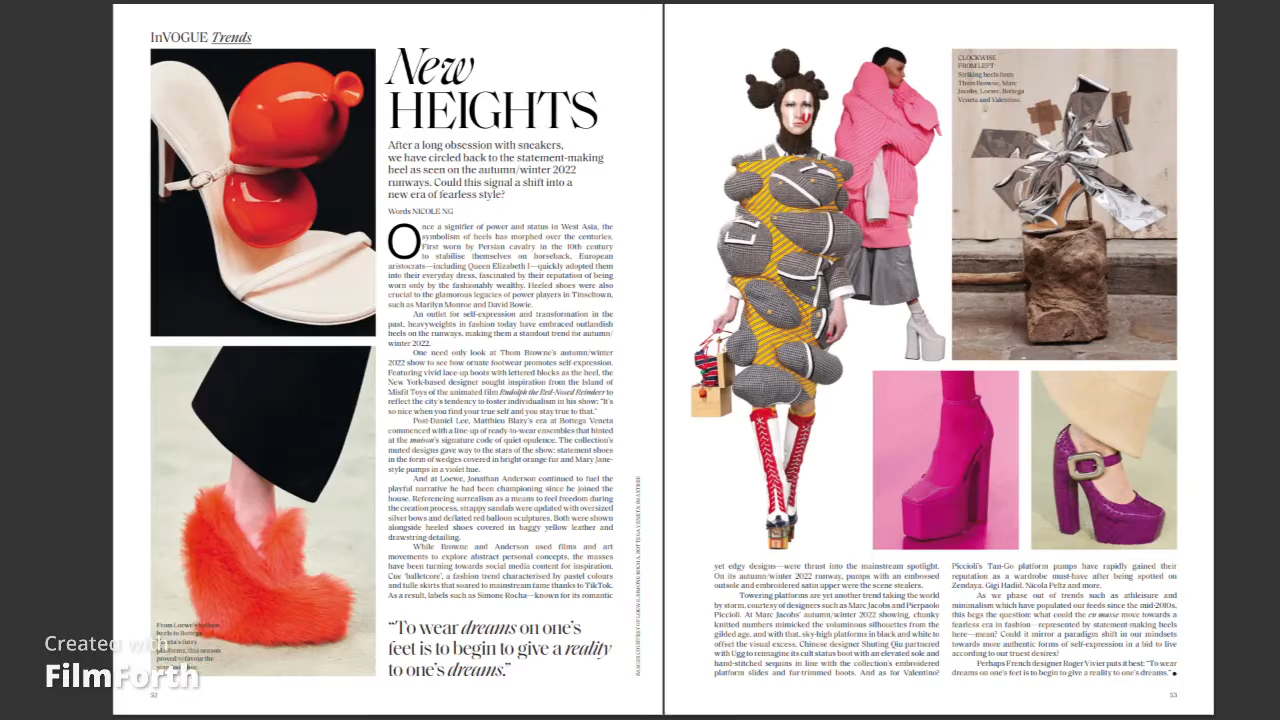 InVOGUE Trends
New
HEIGHTS
After a long obsession with sneakers,
we have circled back to the statement-making
heel as seen on the autumn/winter 2022
runways. Could this signal a shift into a
new era of fearless style?
Words NICOLE NG
Once a signifier of power and status in West Asia, the
symbolism of heels has morphed over the centuries.
First worn by Persian cavalry in the 10th century
to stabilise themselves on horseback, European
aristocrats—including Queen Elizabeth I—quickly adopted them
into their everyday dress, fascinated by their reputation of being
worn only by the fashionably wealthy. Heeled shoes were also
crucial to the glamorous legacies of power players in Tinseltown,
such as Marilyn Monroe and David Bowie.
An outlet for self-expression and transformation in the
past, heavyweights in fashion today have embraced outlandish
heels on the runways, making them a standout trend for autumn/
winter 2022.
One need only look at Thom Browne's autumn/winter
2022 show to see how ornate footwear promotes self-expression.
Featuring vivid lace-up boots with lettered blocks as the heel, the
New York-based designer sought inspiration from the Island of
Misfit Toys of the animated film Rudolph the Red-Nosed Reindeer to
reflect the city's tendency to foster individualism in his show: "It's
so nice when you find your true self and you stay true to that."
Post-Daniel Lee, Matthieu Blazy's era at Bottega Veneta
commenced with a line-up of ready-to-wear ensembles that hinted
at the maison's signature code of quiet opulence. The collection's
muted designs gave way to the stars of the show: statement shoes
in the form of wedges covered in bright orange fur and Mary Jane-
style pumps in a violet hue.
And at Loewe, Jonathan Anderson continued to fuel the
playful narrative he had been championing since he joined the
house. Referencing surrealism as a means to feel freedom during
the creation process, strappy sandals were updated with oversized
silver bows and deflated red balloon sculptures. Both were shown
alongside heeled shoes covered in baggy yellow leather and
drawstring detailing.
While Browne and Anderson used films and art
movements to explore abstract personal concepts, the masses
have been turning towards social media content for inspiration.
Cue 'balletcore', a fashion trend characterised by pastel colours
and tulle skirts that soared to mainstream fame thanks to TikTok.
As a result, labels such as Simone Rocha—known for its romantic
"To wear dreams on one's
feet is to begin to give a reality
to one's dreams."
From Loewe's balloon
heels to Bottega
Veneta's furry
platforms, this season
proved to favour the
52
IMAGES COURTESY OF LOEWE, SIMONE ROCHA, BOTTEGA VENETA; IMAXTREE
CLOCKWISE
FROM LEFT
Striking heels from
Thom Browne, Marc
Jacobs, Loewe, Bottega
Veneta and Valentino.
yet edgy designs—were thrust into the mainstream spotlight.
On its autumn/winter 2022 runway, pumps with an embossed
outsole and embroidered satin upper were the scene stealers.
Towering platforms are yet another trend taking the world
by storm, courtesy of designers such as Marc Jacobs and Pierpaolo
Piccioli. At Marc Jacobs' autumn/winter 2022 showing, chunky
knitted numbers mimicked the voluminous silhouettes from the
gilded age, and with that, sky-high platforms in black and white to
offset the visual excess. Chinese designer Shuting Qiu partnered
with Ugg to reimagine its cult status boot with an elevated sole and
hand-stitched sequins in line with the collection's embroidered
platform slides and fur-trimmed boots. And as for Valentino?
Piccioli's Tan-Go platform pumps have rapidly gained their
reputation as a wardrobe must-have after being spotted on
Zendaya, Gigi Hadid, Nicola Peltz and more.
As we phase out of trends such as athleisure and
minimalism which have populated our feeds since the mid-2010s,
this begs the question: what could the en masse move towards a
fearless era in fashion—represented by statement-making heels
here—mean? Could it mirror a paradigm shift in our mindsets
towards more authentic forms of self-expression in a bid to live
according to our truest desires?
Perhaps French designer Roger Vivier puts it best: "To wear
dreams on one's feet is to begin to give a reality to one's dreams."
53
Created with
FilmForth